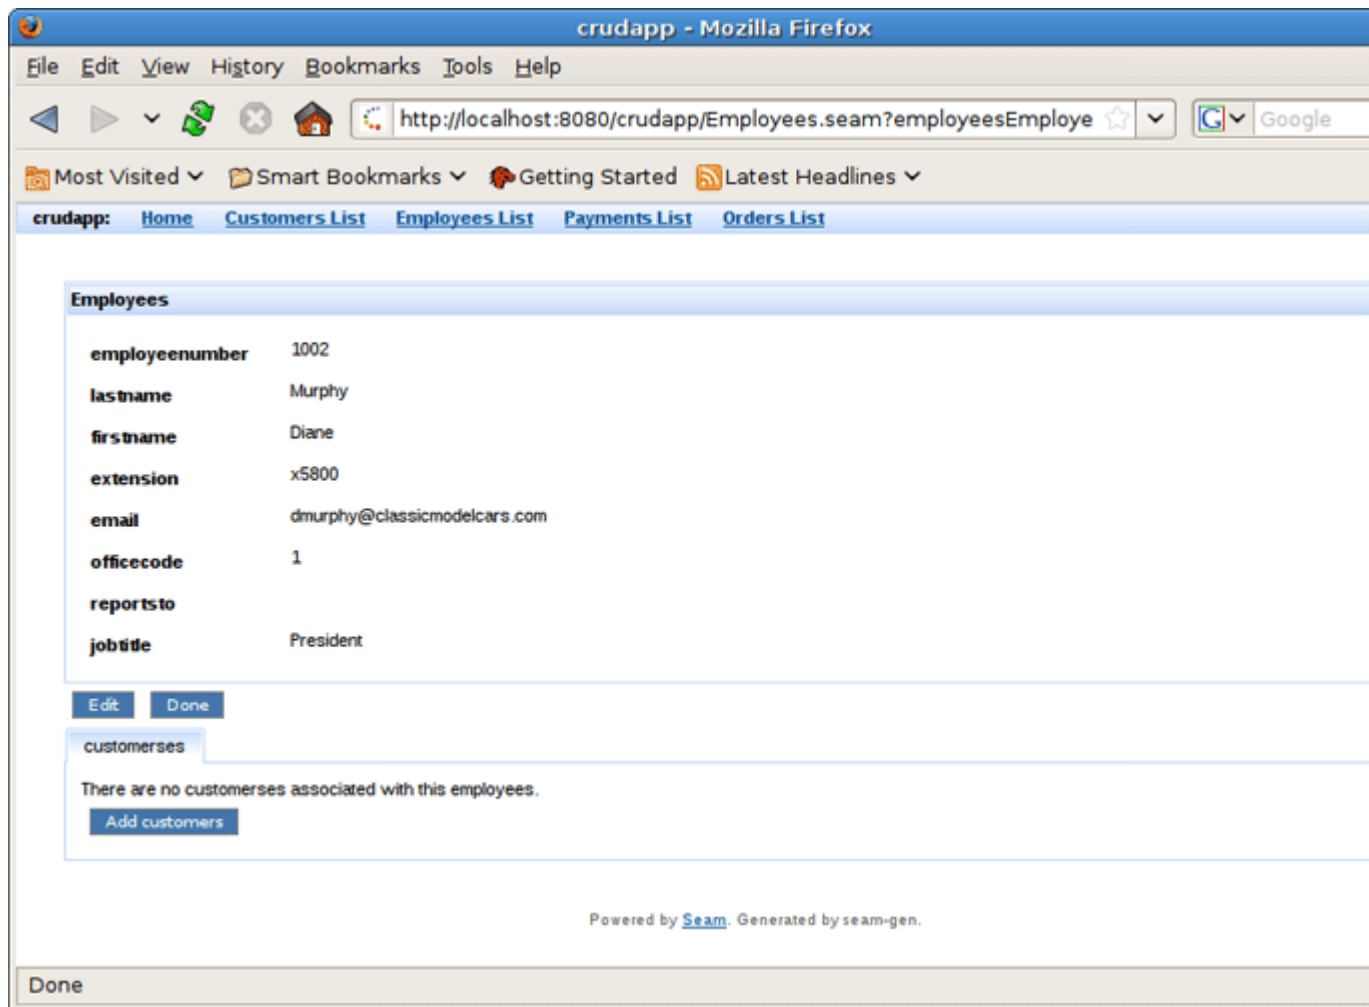 crudapp - Mozilla Firefox
File Edit View History Bookmarks Tools Help
http://localhost:8080/crudapp/Employees.seam?employeesEmploye G Google
Most Visited Smart Bookmarks Getting Started Latest Headlines
crudapp: Home Customers List Employees List Payments List Orders List
Employees
employeenumber 1002
lastname Murphy
firstname Diane
extension x5800
email dmurphy@classicmodelcars.com
officecode 1
reportsto
jobtitle President
Edit Done
customerses
There are no customerses associated with this employees.
Add customers
Powered by Seam. Generated by seam-gen.
Done